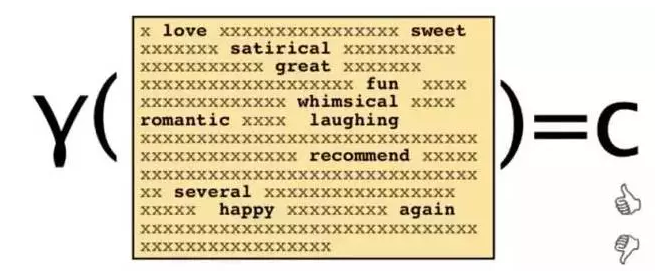 γ(
x love xxxxxxxxxxxxxxxx sweet
xxxxxxx satirical xxxxxxxxxx
xxxxxxxxxxx great xxxxxxx
xxxxxxxxxxxxxxxxxxx fun  xxxx
xxxxxxxxxxxxx whimsical xxxx
romantic xxxx  laughing
xxxxxxxxxxxxxxxxxxxxxxxxxxxxxx
xxxxxxxxxxxxxx recommend xxxxx
xxxxxxxxxxxxxxxxxxxxxxxxxxxxxx
xx several xxxxxxxxxxxxxxxxx
xxxxx  happy xxxxxxxxx again
xxxxxxxxxxxxxxxxxxxxxxxxxxxxxx
xxxxxxxxxxxxxxxxx
)=c